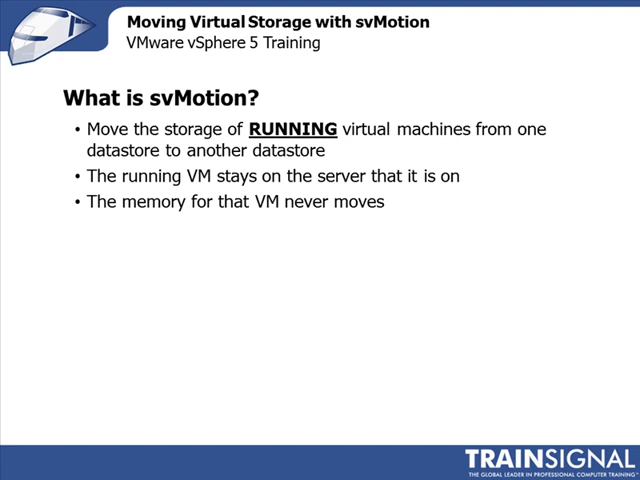 Moving Virtual Storage with svMotion
VMware vSphere 5 Training
What is svMotion?
• Move the storage of RUNNING virtual machines from one
datastore to another datastore
• The running VM stays on the server that it is on
• The memory for that VM never moves
TRAINSIGNAL
THE GLOBAL LEADER IN PROFESSIONAL COMPUTER TRAINING™